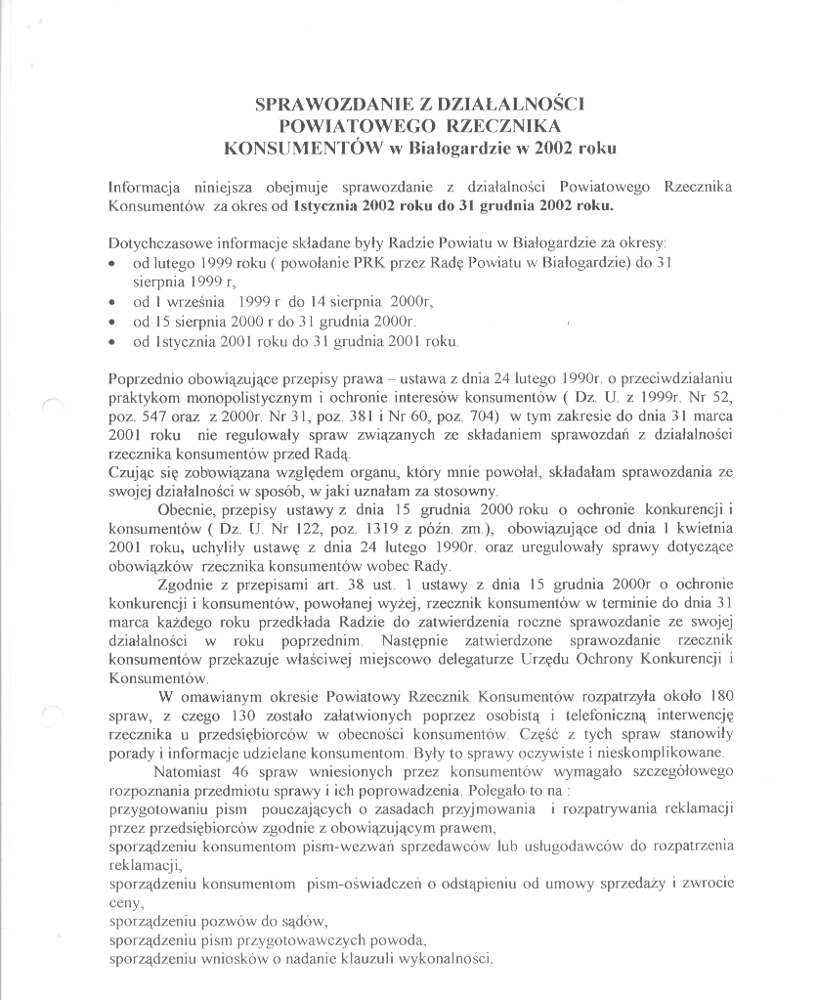 SPRAWOZDANIE Z DZIAŁALNOŚCI
POWIATOWEGO RZECZNIKA
KONSUMENTÓW w Białogardzie w 2002 roku
Informacja niniejsza obejmuje sprawozdanie z działalności Powiatowego Rzecznika
Konsumentów za okres od 1stycznia 2002 roku do 31 grudnia 2002 roku.
Dotychczasowe informacje składane były Radzie Powiatu w Białogardzie za okresy:
• od lutego 1999 roku ( powołanie PRK przez Radę Powiatu w Białogardzie) do 31
sierpnia 1999 r,
• od 1 września 1999 r do 14 sierpnia 2000r,
• od 15 sierpnia 2000 r do 31 grudnia 2000r.
• od 1stycznia 2001 roku do 31 grudnia 2001 roku.
Poprzednio obowiązujące przepisy prawa – ustawa z dnia 24 lutego 1990r. o przeciwdziałaniu
praktykom monopolistycznym i ochronie interesów konsumentów ( Dz. U. z 1999r. Nr 52,
poz. 547 oraz z 2000r. Nr 31, poz. 381 i Nr 60, poz. 704) w tym zakresie do dnia 31 marca
2001 roku nie regulowały spraw związanych ze składaniem sprawozdań z działalności
rzecznika konsumentów przed Radą.
Czując się zobowiązana względem organu, który mnie powołał, składałam sprawozdania ze
swojej działalności w sposób, w jaki uznałam za stosowny.
Obecnie, przepisy ustawy z dnia 15 grudnia 2000 roku o ochronie konkurencji i
konsumentów ( Dz. U. Nr 122, poz. 1319 z późn. zm.), obowiązujące od dnia 1 kwietnia
2001 roku, uchyliły ustawę z dnia 24 lutego 1990r. oraz uregulowały sprawy dotyczące
obowiązków rzecznika konsumentów wobec Rady.
Zgodnie z przepisami art. 38 ust. 1 ustawy z dnia 15 grudnia 2000r o ochronie
konkurencji i konsumentów, powołanej wyżej, rzecznik konsumentów w terminie do dnia 31
marca każdego roku przedkłada Radzie do zatwierdzenia roczne sprawozdanie ze swojej
działalności w roku poprzednim. Następnie zatwierdzone sprawozdanie rzecznik
konsumentów przekazuje właściwej miejscowo delegaturze Urzędu Ochrony Konkurencji i
Konsumentów.
W omawianym okresie Powiatowy Rzecznik Konsumentów rozpatrzyła około 180
spraw, z czego 130 zostało załatwionych poprzez osobistą i telefoniczną interwencję
rzecznika u przedsiębiorców w obecności konsumentów. Część z tych spraw stanowiły
porady i informacje udzielane konsumentom. Były to sprawy oczywiste i nieskomplikowane.
Natomiast 46 spraw wniesionych przez konsumentów wymagało szczegółowego
rozpoznania przedmiotu sprawy i ich poprowadzenia. Polegało to na :
przygotowaniu pism pouczających o zasadach przyjmowania i rozpatrywania reklamacji
przez przedsiębiorców zgodnie z obowiązującym prawem,
sporządzeniu konsumentom pism-wezwań sprzedawców lub usługodawców do rozpatrzenia
reklamacji,
sporządzeniu konsumentom pism-oświadczeń o odstąpieniu od umowy sprzedaży i zwrocie
ceny,
sporządzeniu pozwów do sądów,
sporządzeniu pism przygotowawczych powoda,
sporządzeniu wniosków o nadanie klauzuli wykonalności,